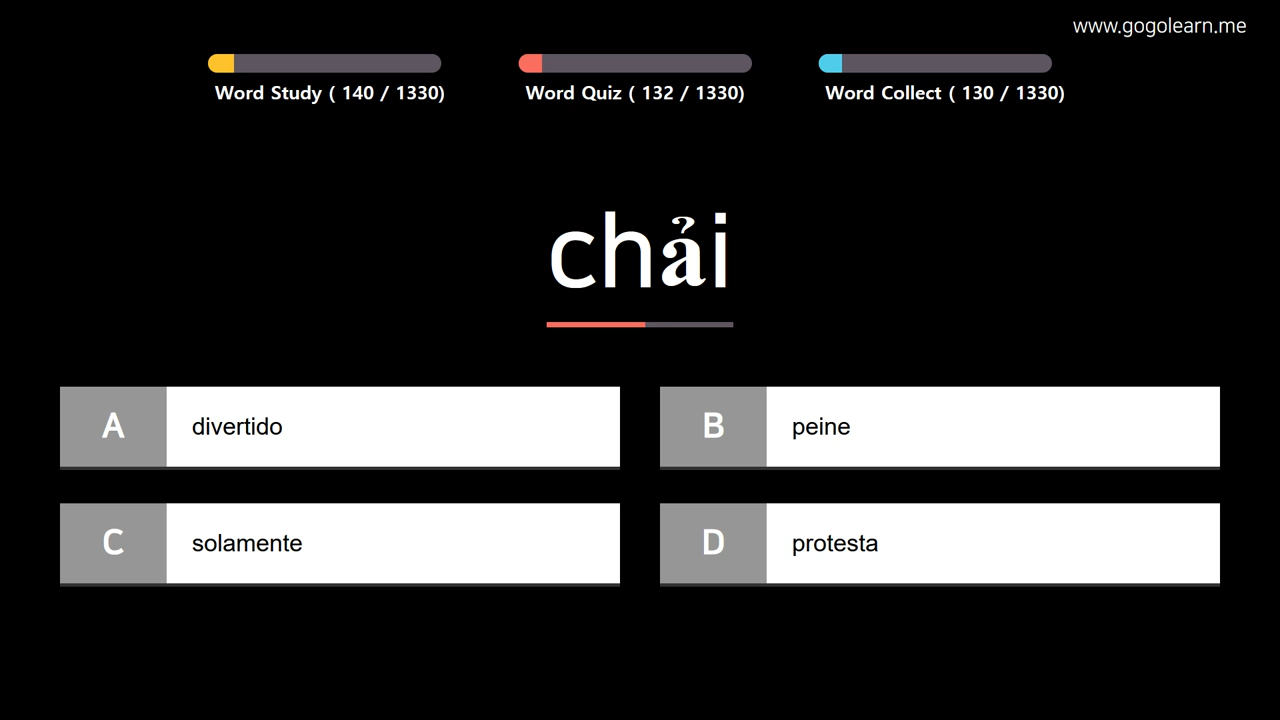 www.gogolearn.me
Word Study ( 140 / 1330)
Word Quiz ( 132 / 1330)
Word Collect ( 130 / 1330)
chải
A divertido
B peine
C solamente
D protesta